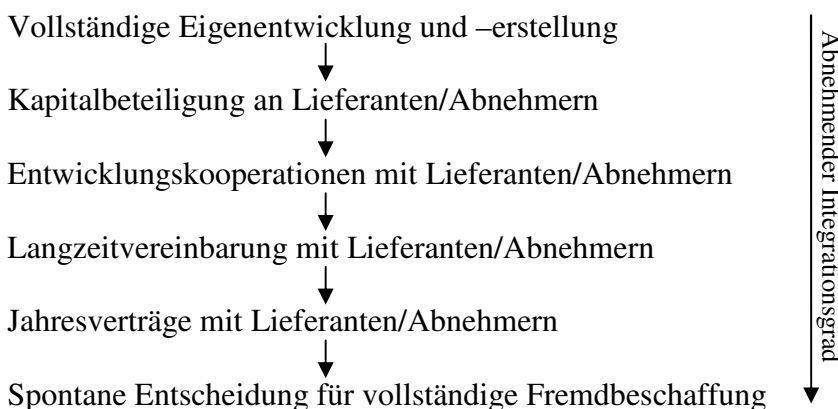 Vollständige Eigenentwicklung und –erstellung
Kapitalbeteiligung an Lieferanten/Abnehmern
Entwicklungskooperationen mit Lieferanten/Abnehmern
Langzeitvereinbarung mit Lieferanten/Abnehmern
Jahresverträge mit Lieferanten/Abnehmern
Spontane Entscheidung für vollständige Fremdbeschaffung
Abnehmender Integrationsgrad